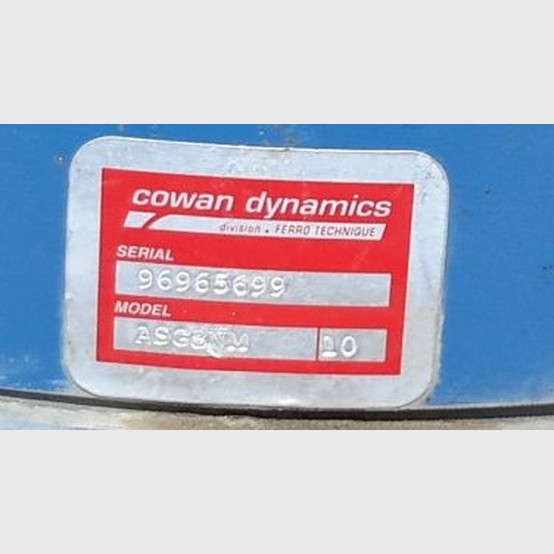 cowan dynamics
division • FERRO TECHNIQUE
SERIAL
96965699
MODEL
10